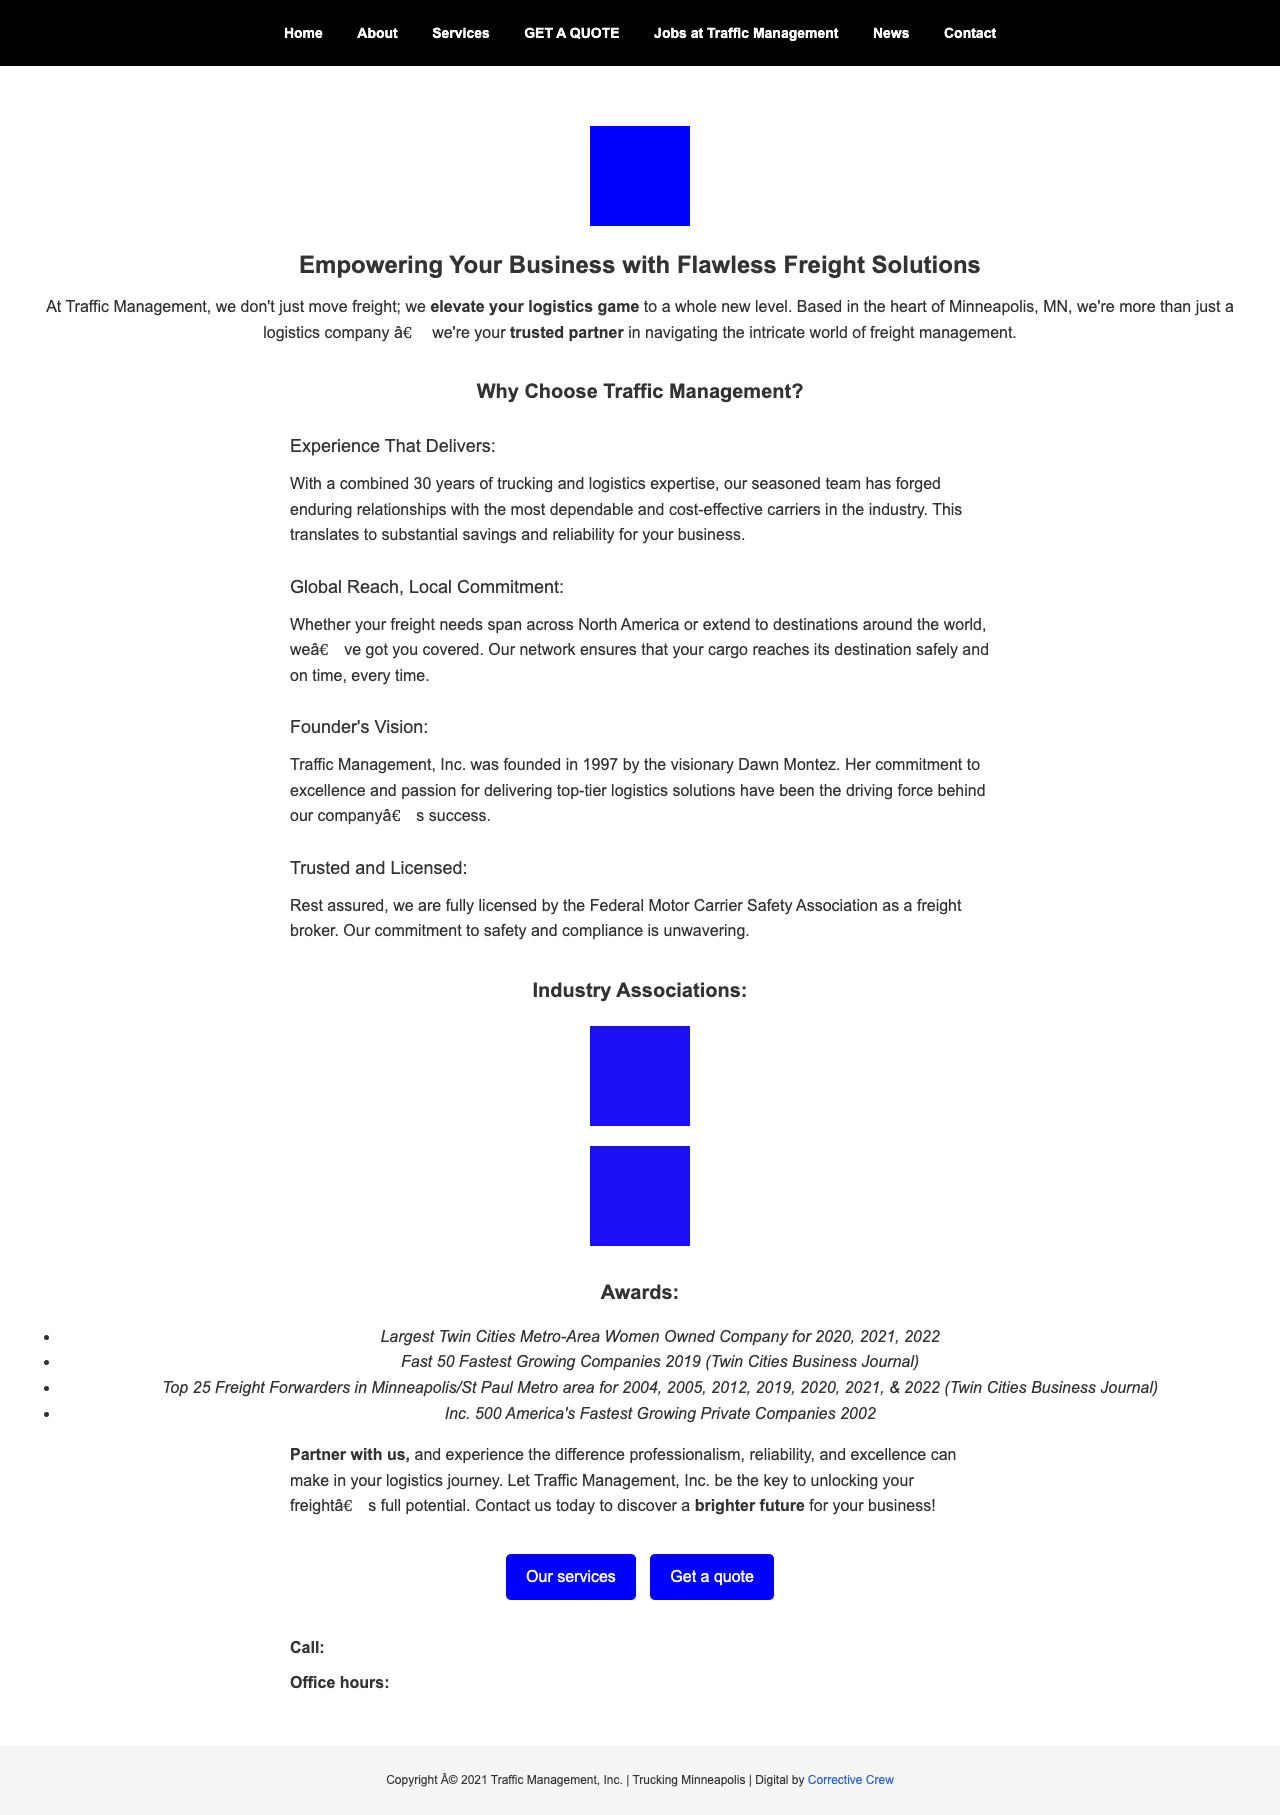 Home About Services GET A QUOTE Jobs at Traffic Management News Contact
Empowering Your Business with Flawless Freight Solutions
At Traffic Management, we don't just move freight; we elevate your logistics game to a whole new level. Based in the heart of Minneapolis, MN, we're more than just a
logistics company â€ we're your trusted partner in navigating the intricate world of freight management.
Why Choose Traffic Management?
Experience That Delivers:
With a combined 30 years of trucking and logistics expertise, our seasoned team has forged
enduring relationships with the most dependable and cost-effective carriers in the industry. This
translates to substantial savings and reliability for your business.
Global Reach, Local Commitment:
Whether your freight needs span across North America or extend to destinations around the world,
weâ€ ve got you covered. Our network ensures that your cargo reaches its destination safely and
on time, every time.
Founder's Vision:
Traffic Management, Inc. was founded in 1997 by the visionary Dawn Montez. Her commitment to
excellence and passion for delivering top-tier logistics solutions have been the driving force behind
our companyâ€ s success.
Trusted and Licensed:
Rest assured, we are fully licensed by the Federal Motor Carrier Safety Association as a freight
broker. Our commitment to safety and compliance is unwavering.
Industry Associations:
Awards:
• Largest Twin Cities Metro-Area Women Owned Company for 2020, 2021, 2022
• Fast 50 Fastest Growing Companies 2019 (Twin Cities Business Journal)
• Top 25 Freight Forwarders in Minneapolis/St Paul Metro area for 2004, 2005, 2012, 2019, 2020, 2021, & 2022 (Twin Cities Business Journal)
• Inc. 500 America's Fastest Growing Private Companies 2002
Partner with us, and experience the difference professionalism, reliability, and excellence can
make in your logistics journey. Let Traffic Management, Inc. be the key to unlocking your
freightâ€ s full potential. Contact us today to discover a brighter future for your business!
Our services Get a quote
Call:
Office hours:
Copyright Â© 2021 Traffic Management, Inc. | Trucking Minneapolis | Digital by Corrective Crew